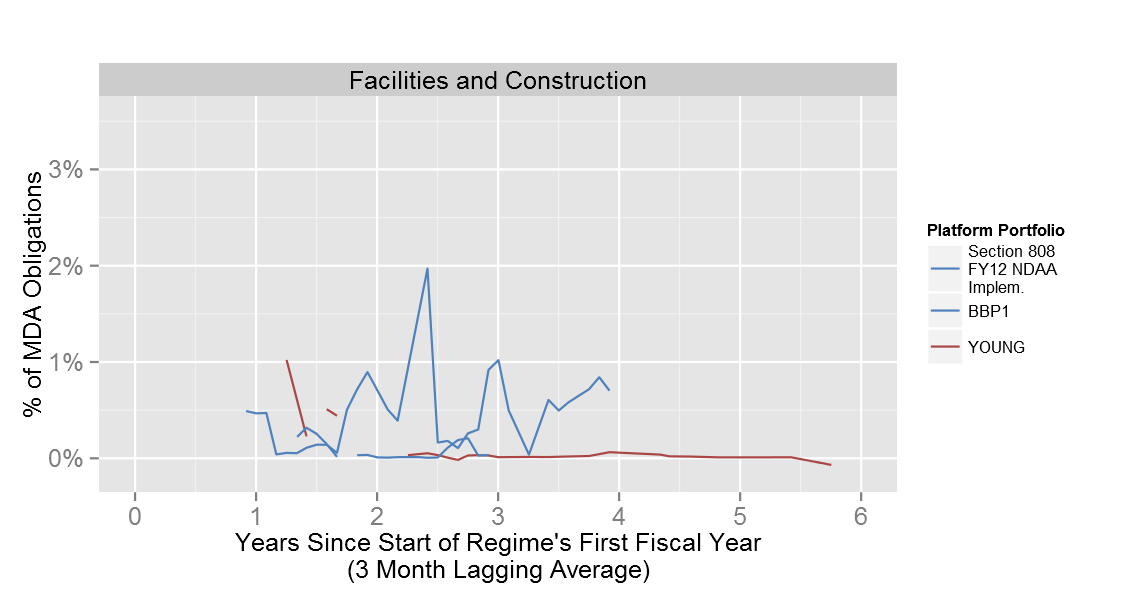 Facilities and Construction
% of MDA Obligations
3%
2%
1%
0%
0 1 2 3 4 5 6
Years Since Start of Regime's First Fiscal Year
(3 Month Lagging Average)
Platform Portfolio
Section 808
FY12 NDAA
Implem.
BBP1
YOUNG